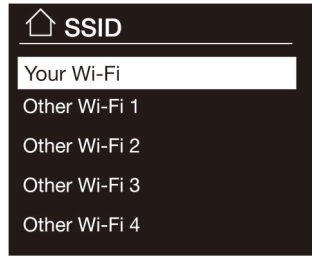 SSID
Your Wi-Fi
Other Wi-Fi 1
Other Wi-Fi 2
Other Wi-Fi 3
Other Wi-Fi 4